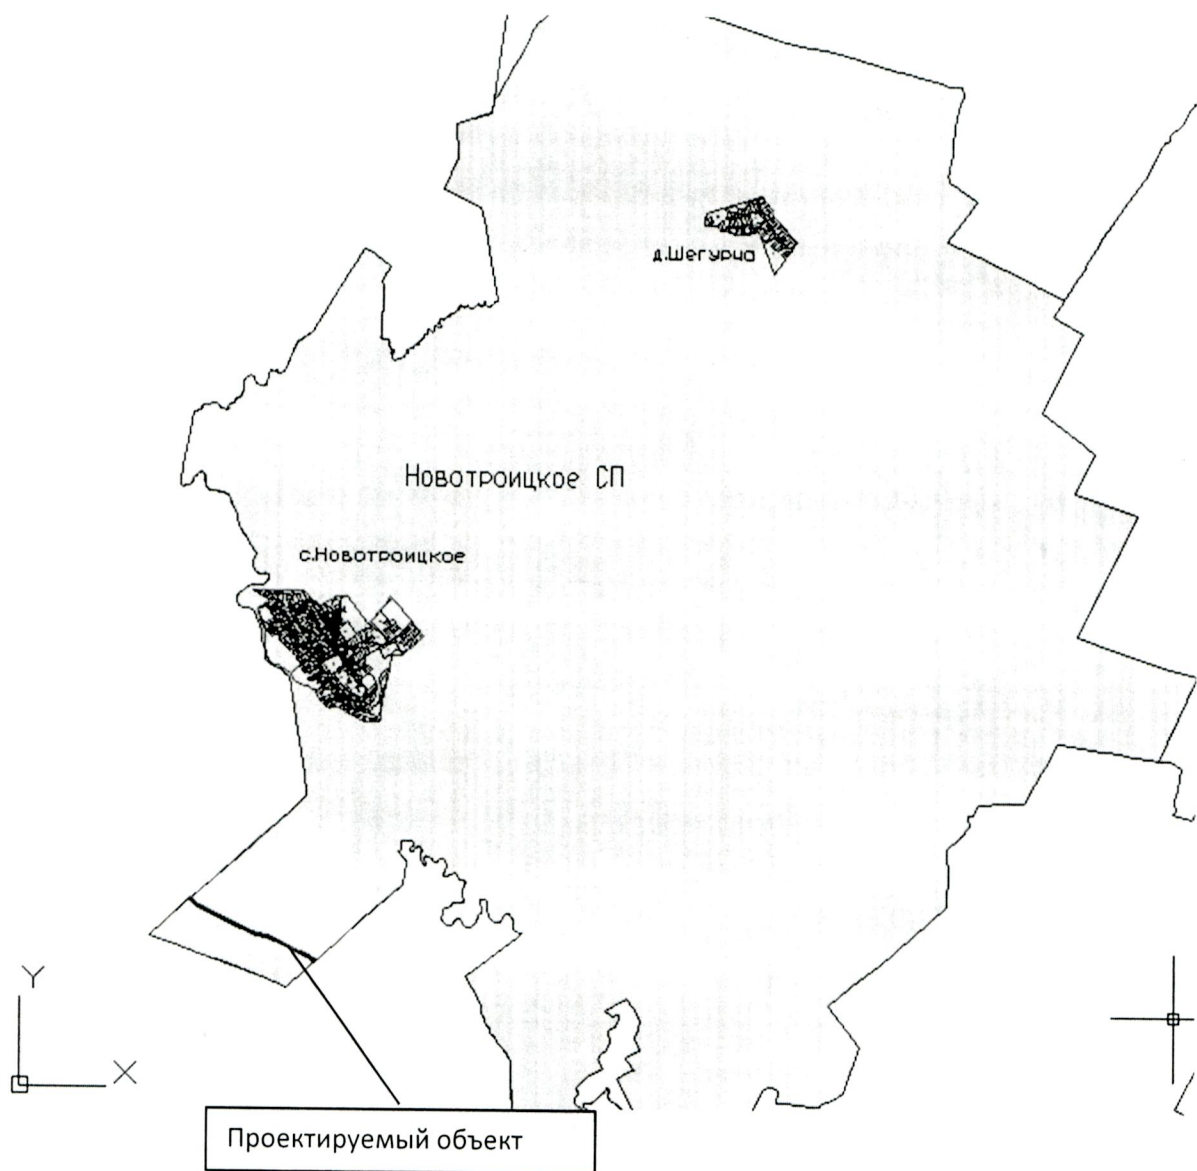 д.Шегурча
Новотроицкое СП
с.Новотроицкое
Y
X
Проектируемый объект